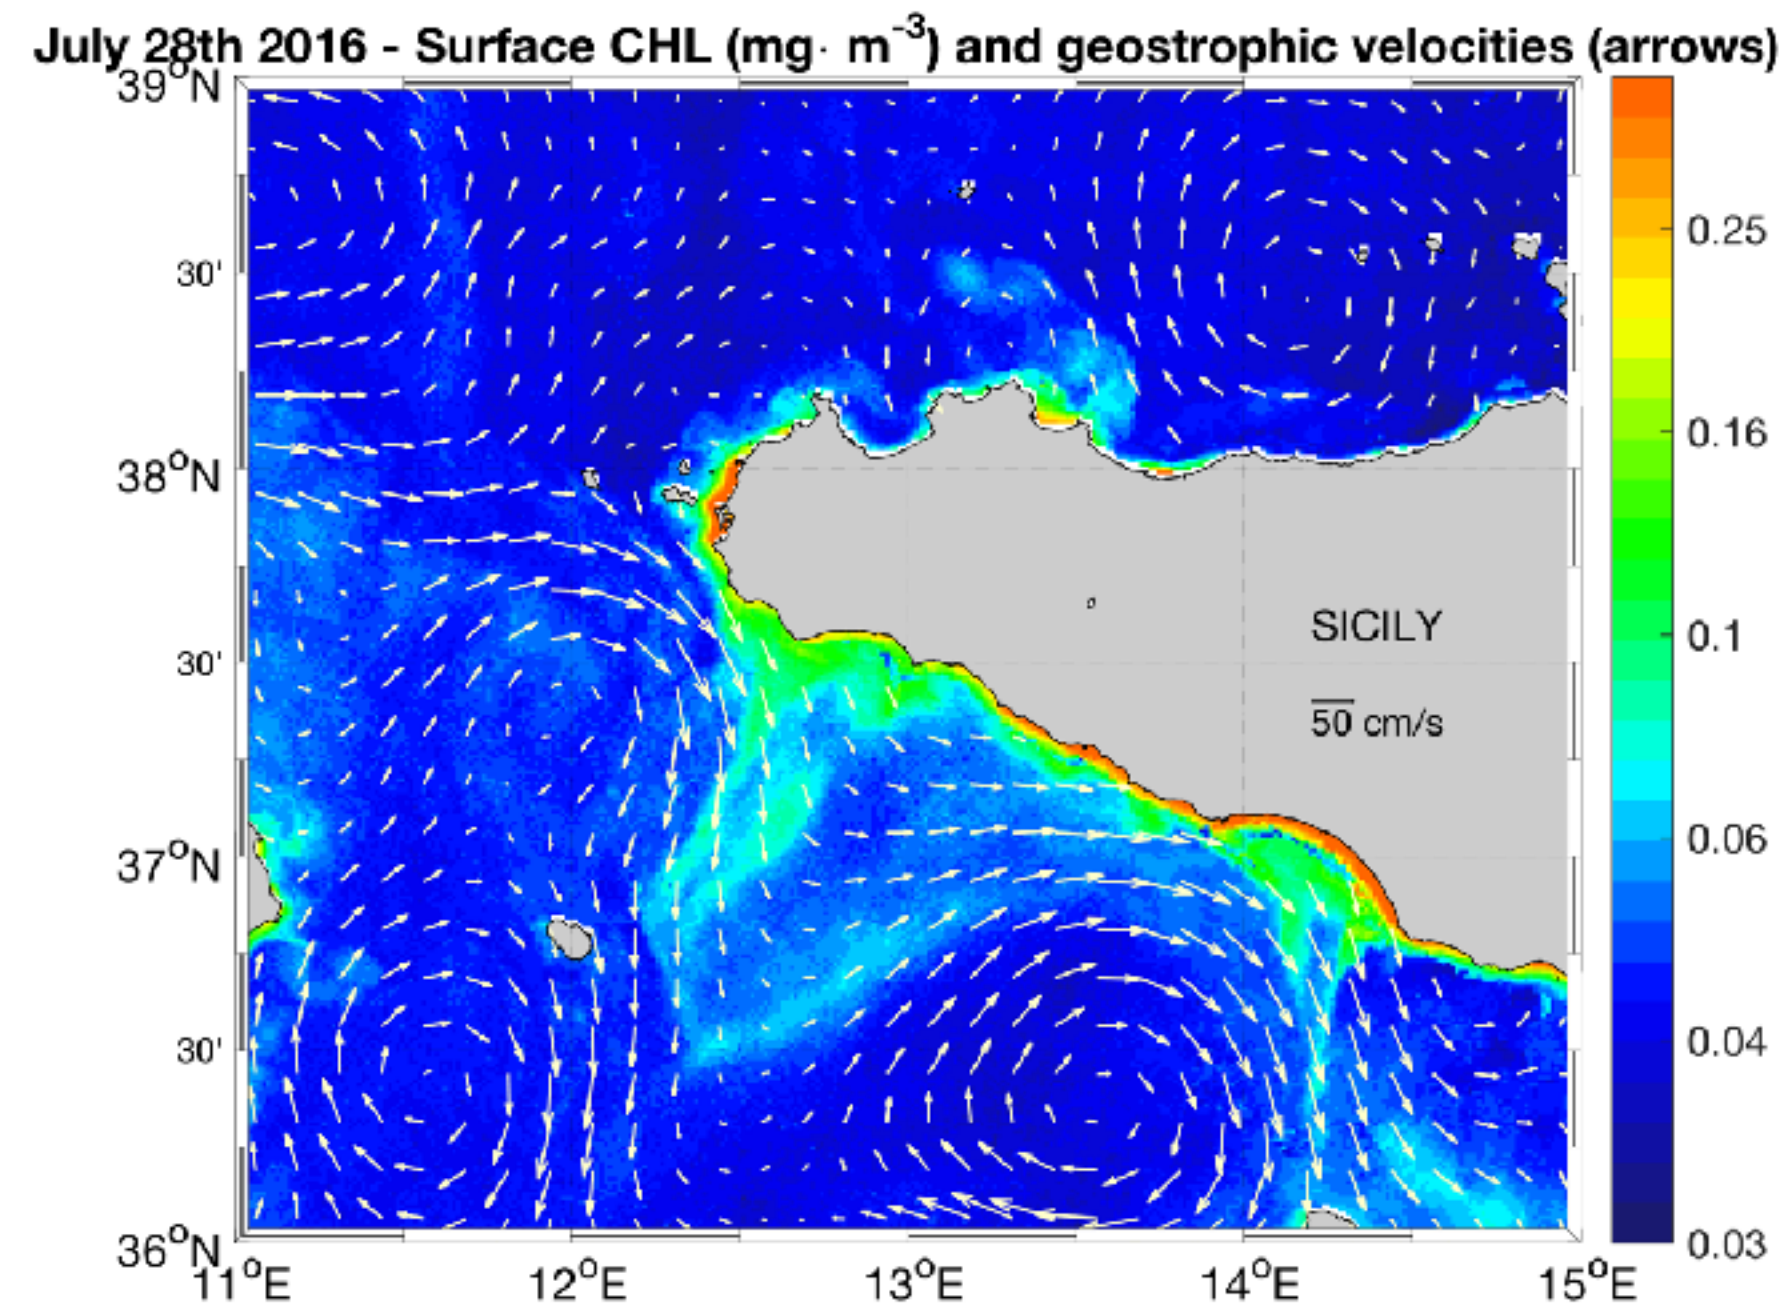 July 28th 2016 - Surface CHL (mg· m⁻³) and geostrophic velocities (arrows)
39°N
30'
38°N
30'
37°N
30'
36°N
11°E 12°E 13°E 14°E 15°E
SICILY
50 cm/s
0.25
0.16
0.1
0.06
0.04
0.03